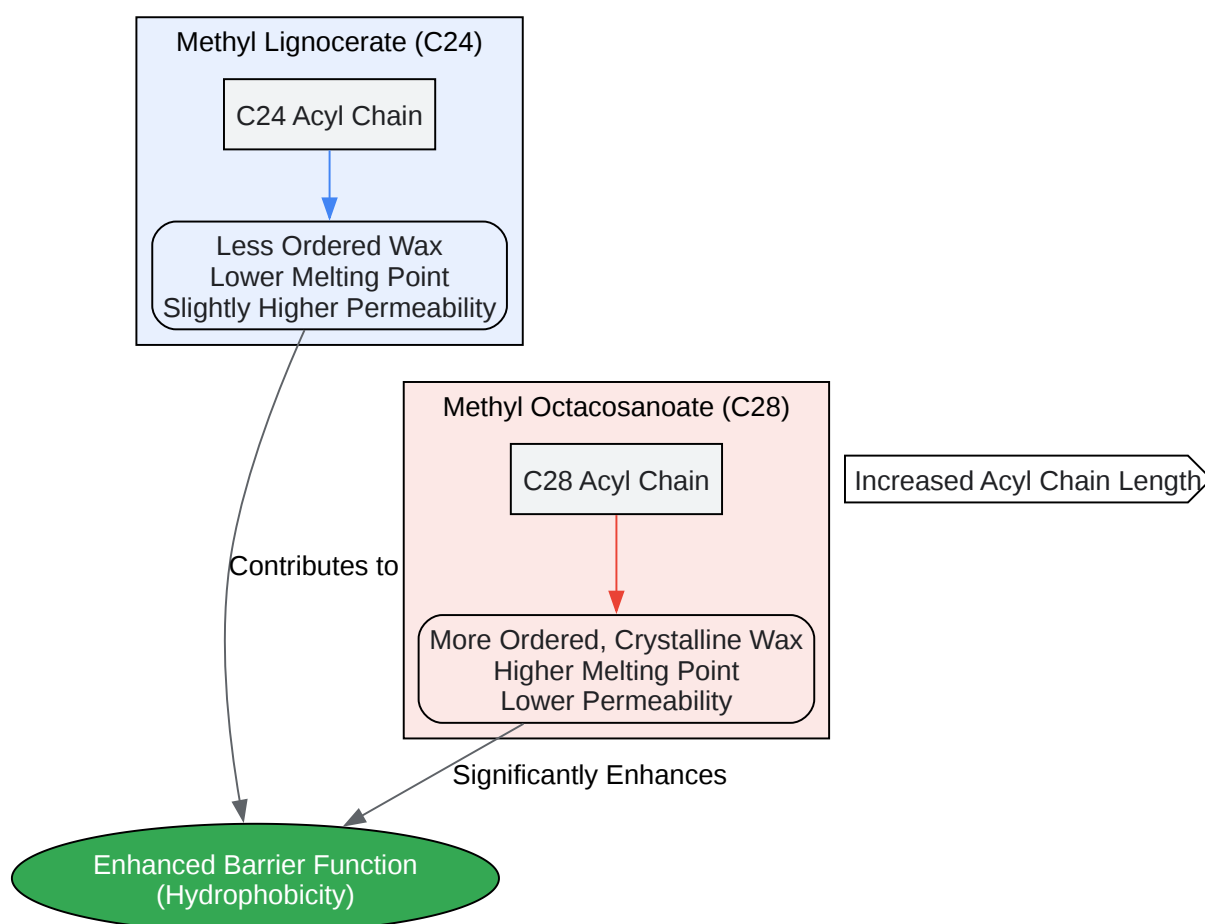 Methyl Lignocerate (C24)
C24 Acyl Chain
Less Ordered Wax
Lower Melting Point
Slightly Higher Permeability
Methyl Octacosanoate (C28)
C28 Acyl Chain
Increased Acyl Chain Length
Contributes to
More Ordered, Crystalline Wax
Higher Melting Point
Lower Permeability
Significantly Enhances
Enhanced Barrier Function
(Hydrophobicity)